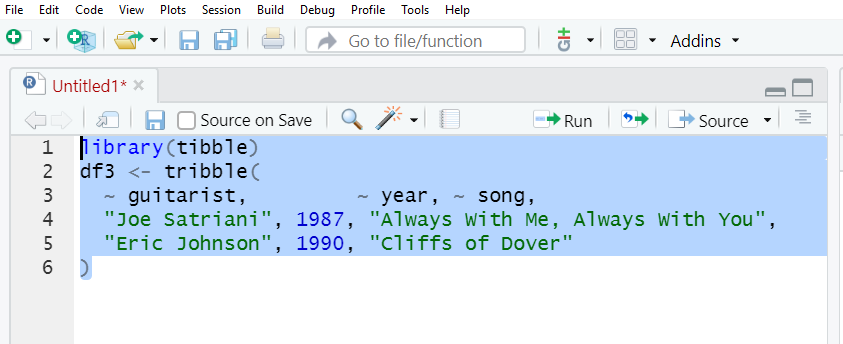 File Edit Code View Plots Session Build Debug Profile Tools Help
Go to file/function Addins
Untitled1*
Source on Save Run Source
1 library(tibble)
2 df3 <- tribble(
3 ~ guitarist, ~ year, ~ song,
4 "Joe Satriani", 1987, "Always With Me, Always With You",
5 "Eric Johnson", 1990, "Cliffs of Dover"
6 )